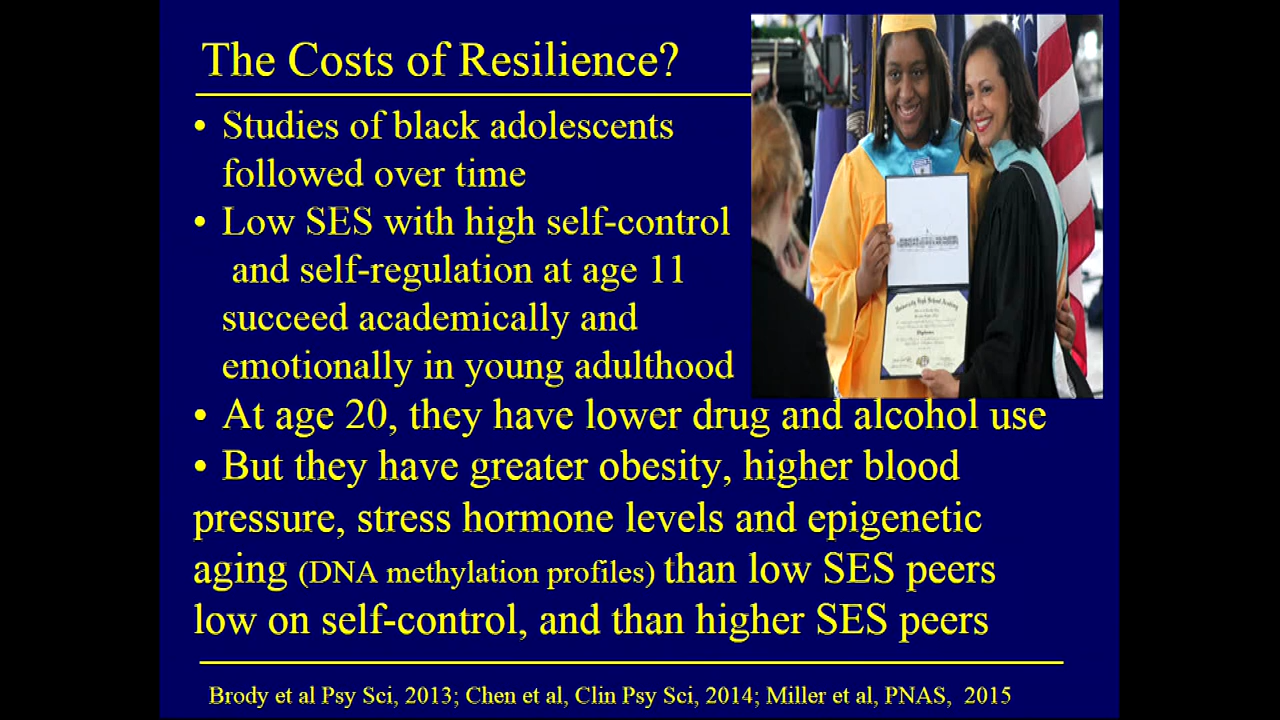 The Costs of Resilience?
• Studies of black adolescents
followed over time
• Low SES with high self-control
and self-regulation at age 11
succeed academically and
emotionally in young adulthood
• At age 20, they have lower drug and alcohol use
• But they have greater obesity, higher blood
pressure, stress hormone levels and epigenetic
aging (DNA methylation profiles) than low SES peers
low on self-control, and than higher SES peers
Brody et al Psy Sci, 2013; Chen et al, Clin Psy Sci, 2014; Miller et al, PNAS, 2015
University High School Academy